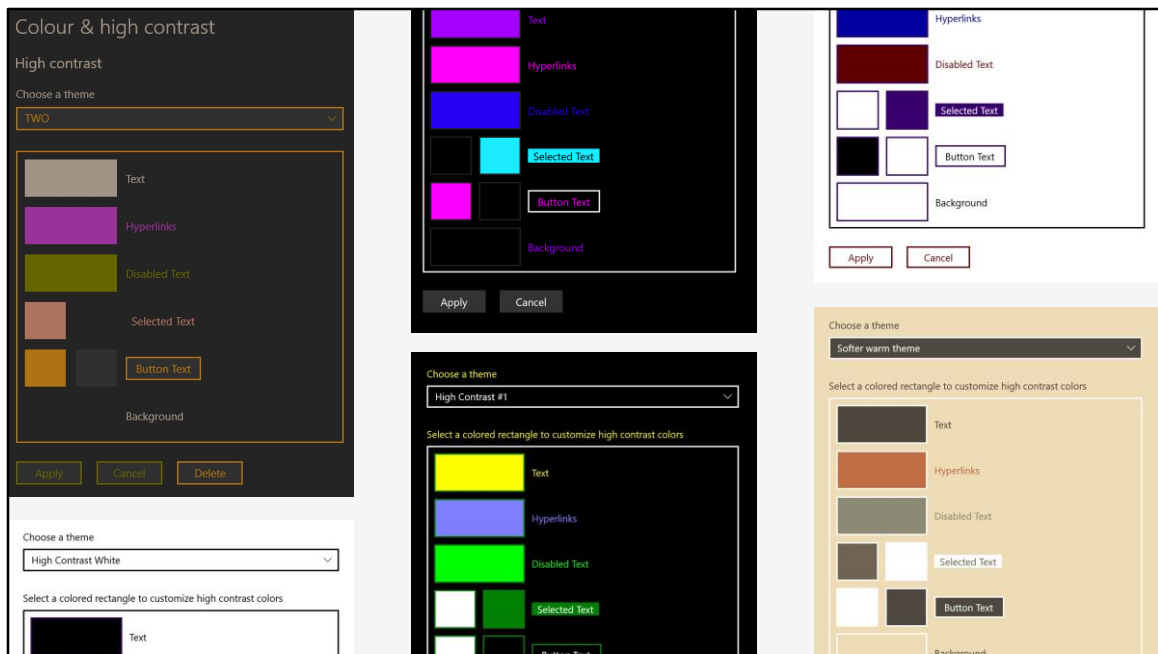 Colour & high contrast
High contrast
Choose a theme
TWO
Text
Hyperlinks
Disabled Text
Selected Text
Button Text
Background
Apply Cancel Delete
Choose a theme
High Contrast White
Select a colored rectangle to customize high contrast colors
Text
Text
Hyperlinks
Disabled Text
Selected Text
Button Text
Background
Apply Cancel
Choose a theme
High Contrast #1
Select a colored rectangle to customize high contrast colors
Text
Hyperlinks
Disabled Text
Selected Text
Button Text
Hyperlinks
Disabled Text
Selected Text
Button Text
Background
Apply Cancel
Choose a theme
Softer warm theme
Select a colored rectangle to customize high contrast colors
Text
Hyperlinks
Disabled Text
Selected Text
Button Text
Background